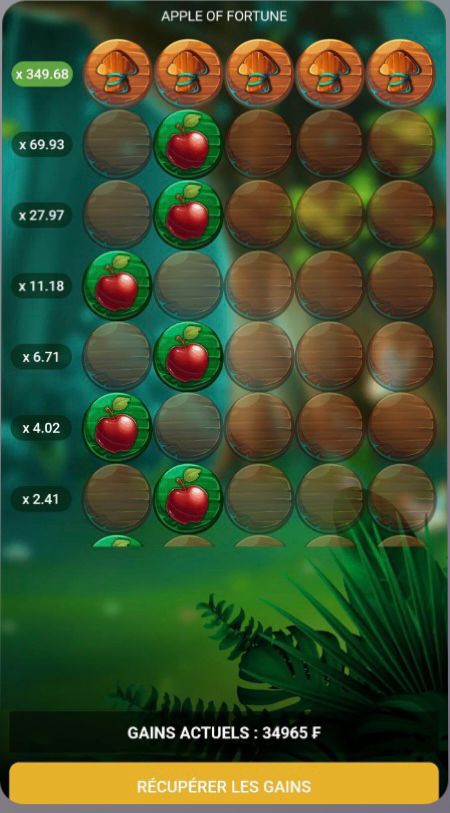 APPLE OF FORTUNE
x 349.68
x 69.93
x 27.97
x 11.18
x 6.71
x 4.02
x 2.41
GAINS ACTUELS : 34965 ₣
RÉCUPÉRER LES GAINS